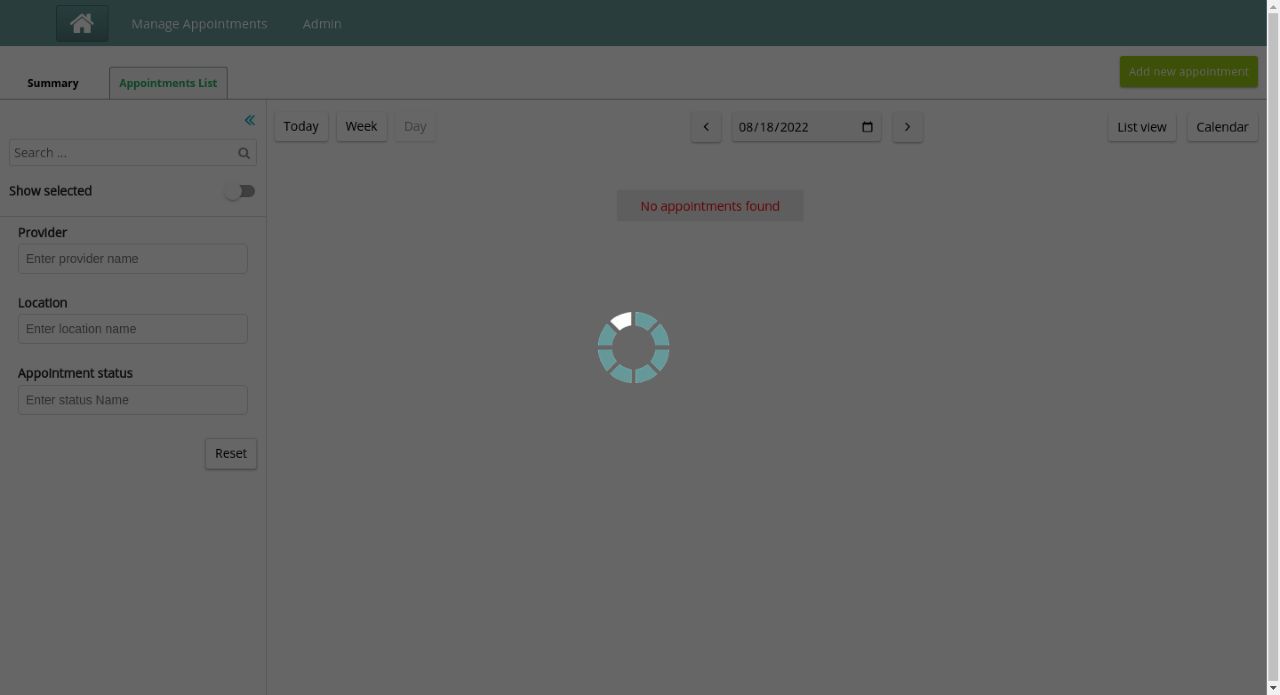 Manage Appointments Admin
Summary Appointments List Add new appointment
Today Week Day 08/18/2022 List view Calendar
Search ...
Show selected
No appointments found
Provider
Enter provider name
Location
Enter location name
Appointment status
Enter status Name
Reset